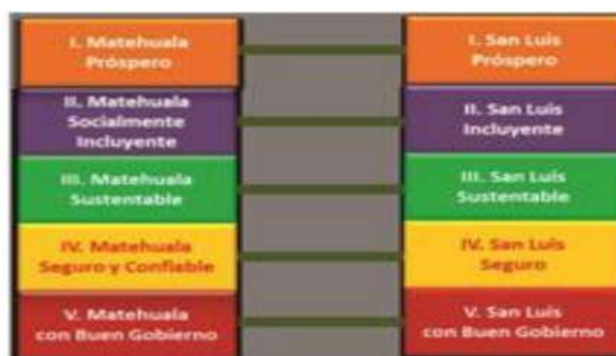 I. Matehuala
Próspero
I. San Luis
Próspero
II. Matehuala
Socialmente
Incluyente
II. San Luis
Incluyente
III. Matehuala
Sustentable
III. San Luis
Sustentable
IV. Matehuala
Seguro y Confiable
IV. San Luis
Seguro
V. Matehuala
con Buen Gobierno
V. San Luis
con Buen Gobierno